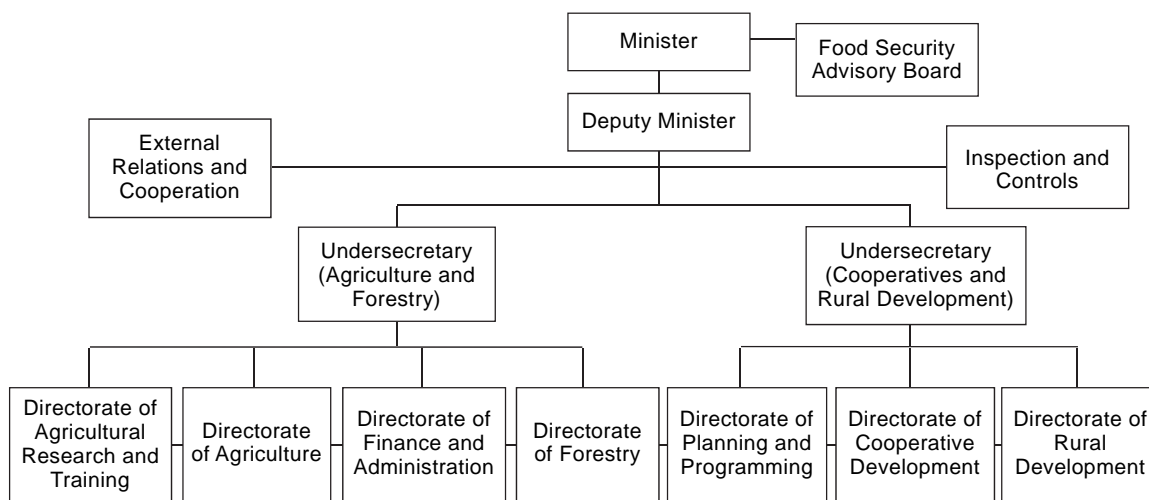 Minister
Food Security
Advisory Board
Deputy Minister
External
Relations and
Cooperation
Inspection and
Controls
Undersecretary
(Agriculture and
Forestry)
Undersecretary
(Cooperatives and
Rural Development)
Directorate of
Agricultural
Research and
Training
Directorate
of Agriculture
Directorate of
Finance and
Administration
Directorate
of Forestry
Directorate of
Planning and
Programming
Directorate of
Cooperative
Development
Directorate of
Rural
Development